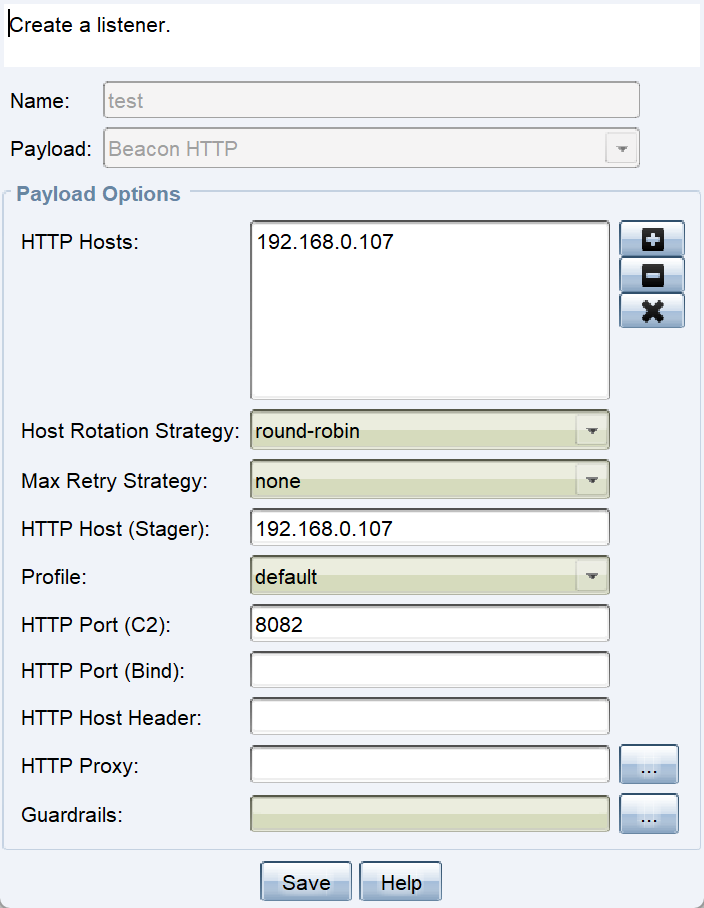 Create a listener.
Name: test
Payload: Beacon HTTP
Payload Options
HTTP Hosts: 192.168.0.107
Host Rotation Strategy: round-robin
Max Retry Strategy: none
HTTP Host (Stager): 192.168.0.107
Profile: default
HTTP Port (C2): 8082
HTTP Port (Bind):
HTTP Host Header:
HTTP Proxy: ...
Guardrails: ...
Save Help